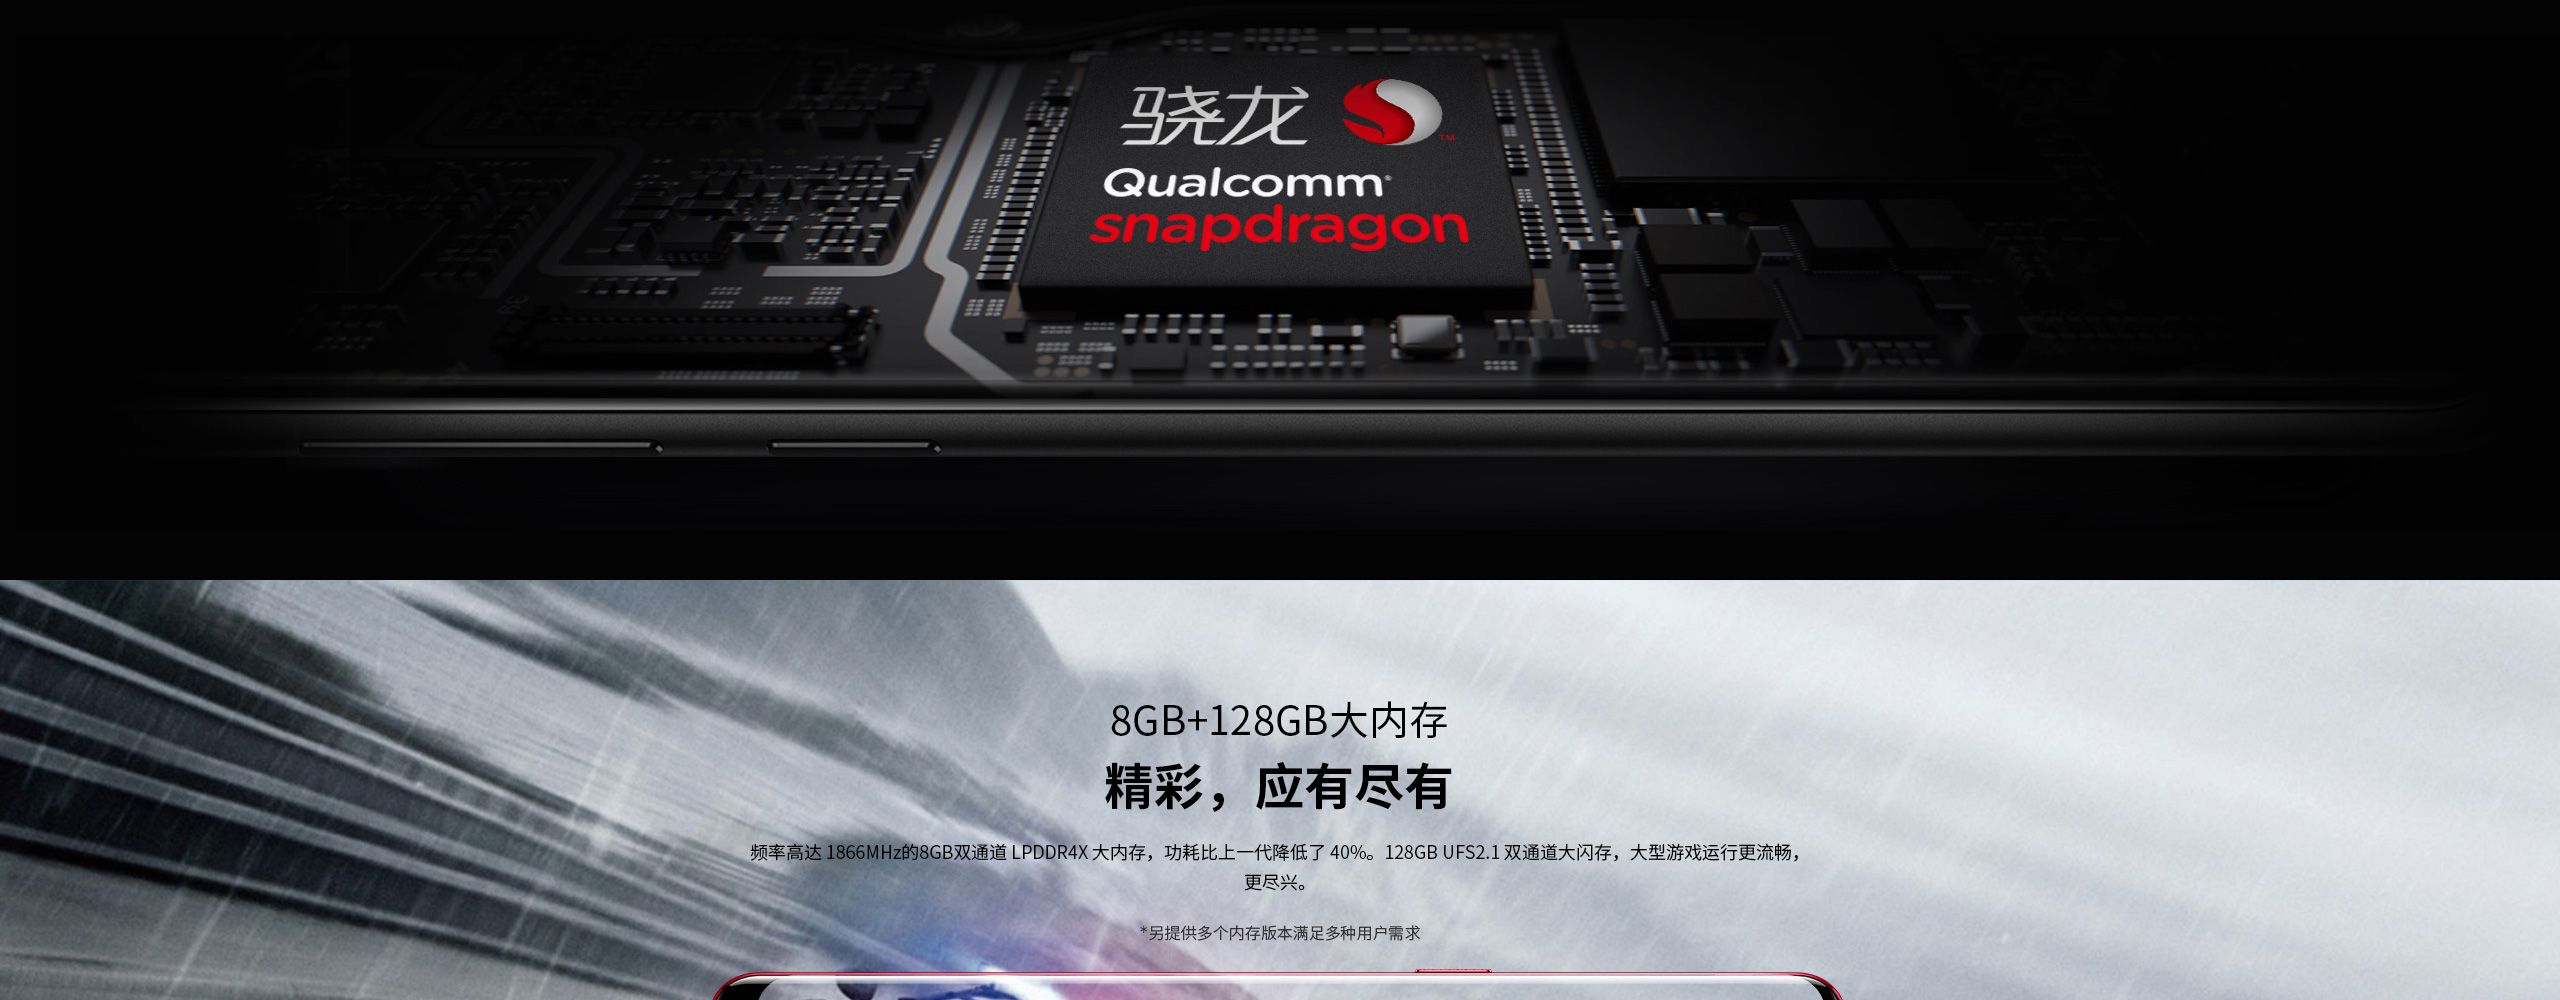 骁龙
Qualcomm®
snapdragon
8GB+128GB大内存
精彩，应有尽有
频率高达 1866MHz的8GB双通道 LPDDR4X 大内存，功耗比上一代降低了 40%。128GB UFS2.1 双通道大闪存，大型游戏运行更流畅，
更尽兴。
*另提供多个内存版本满足多种用户需求